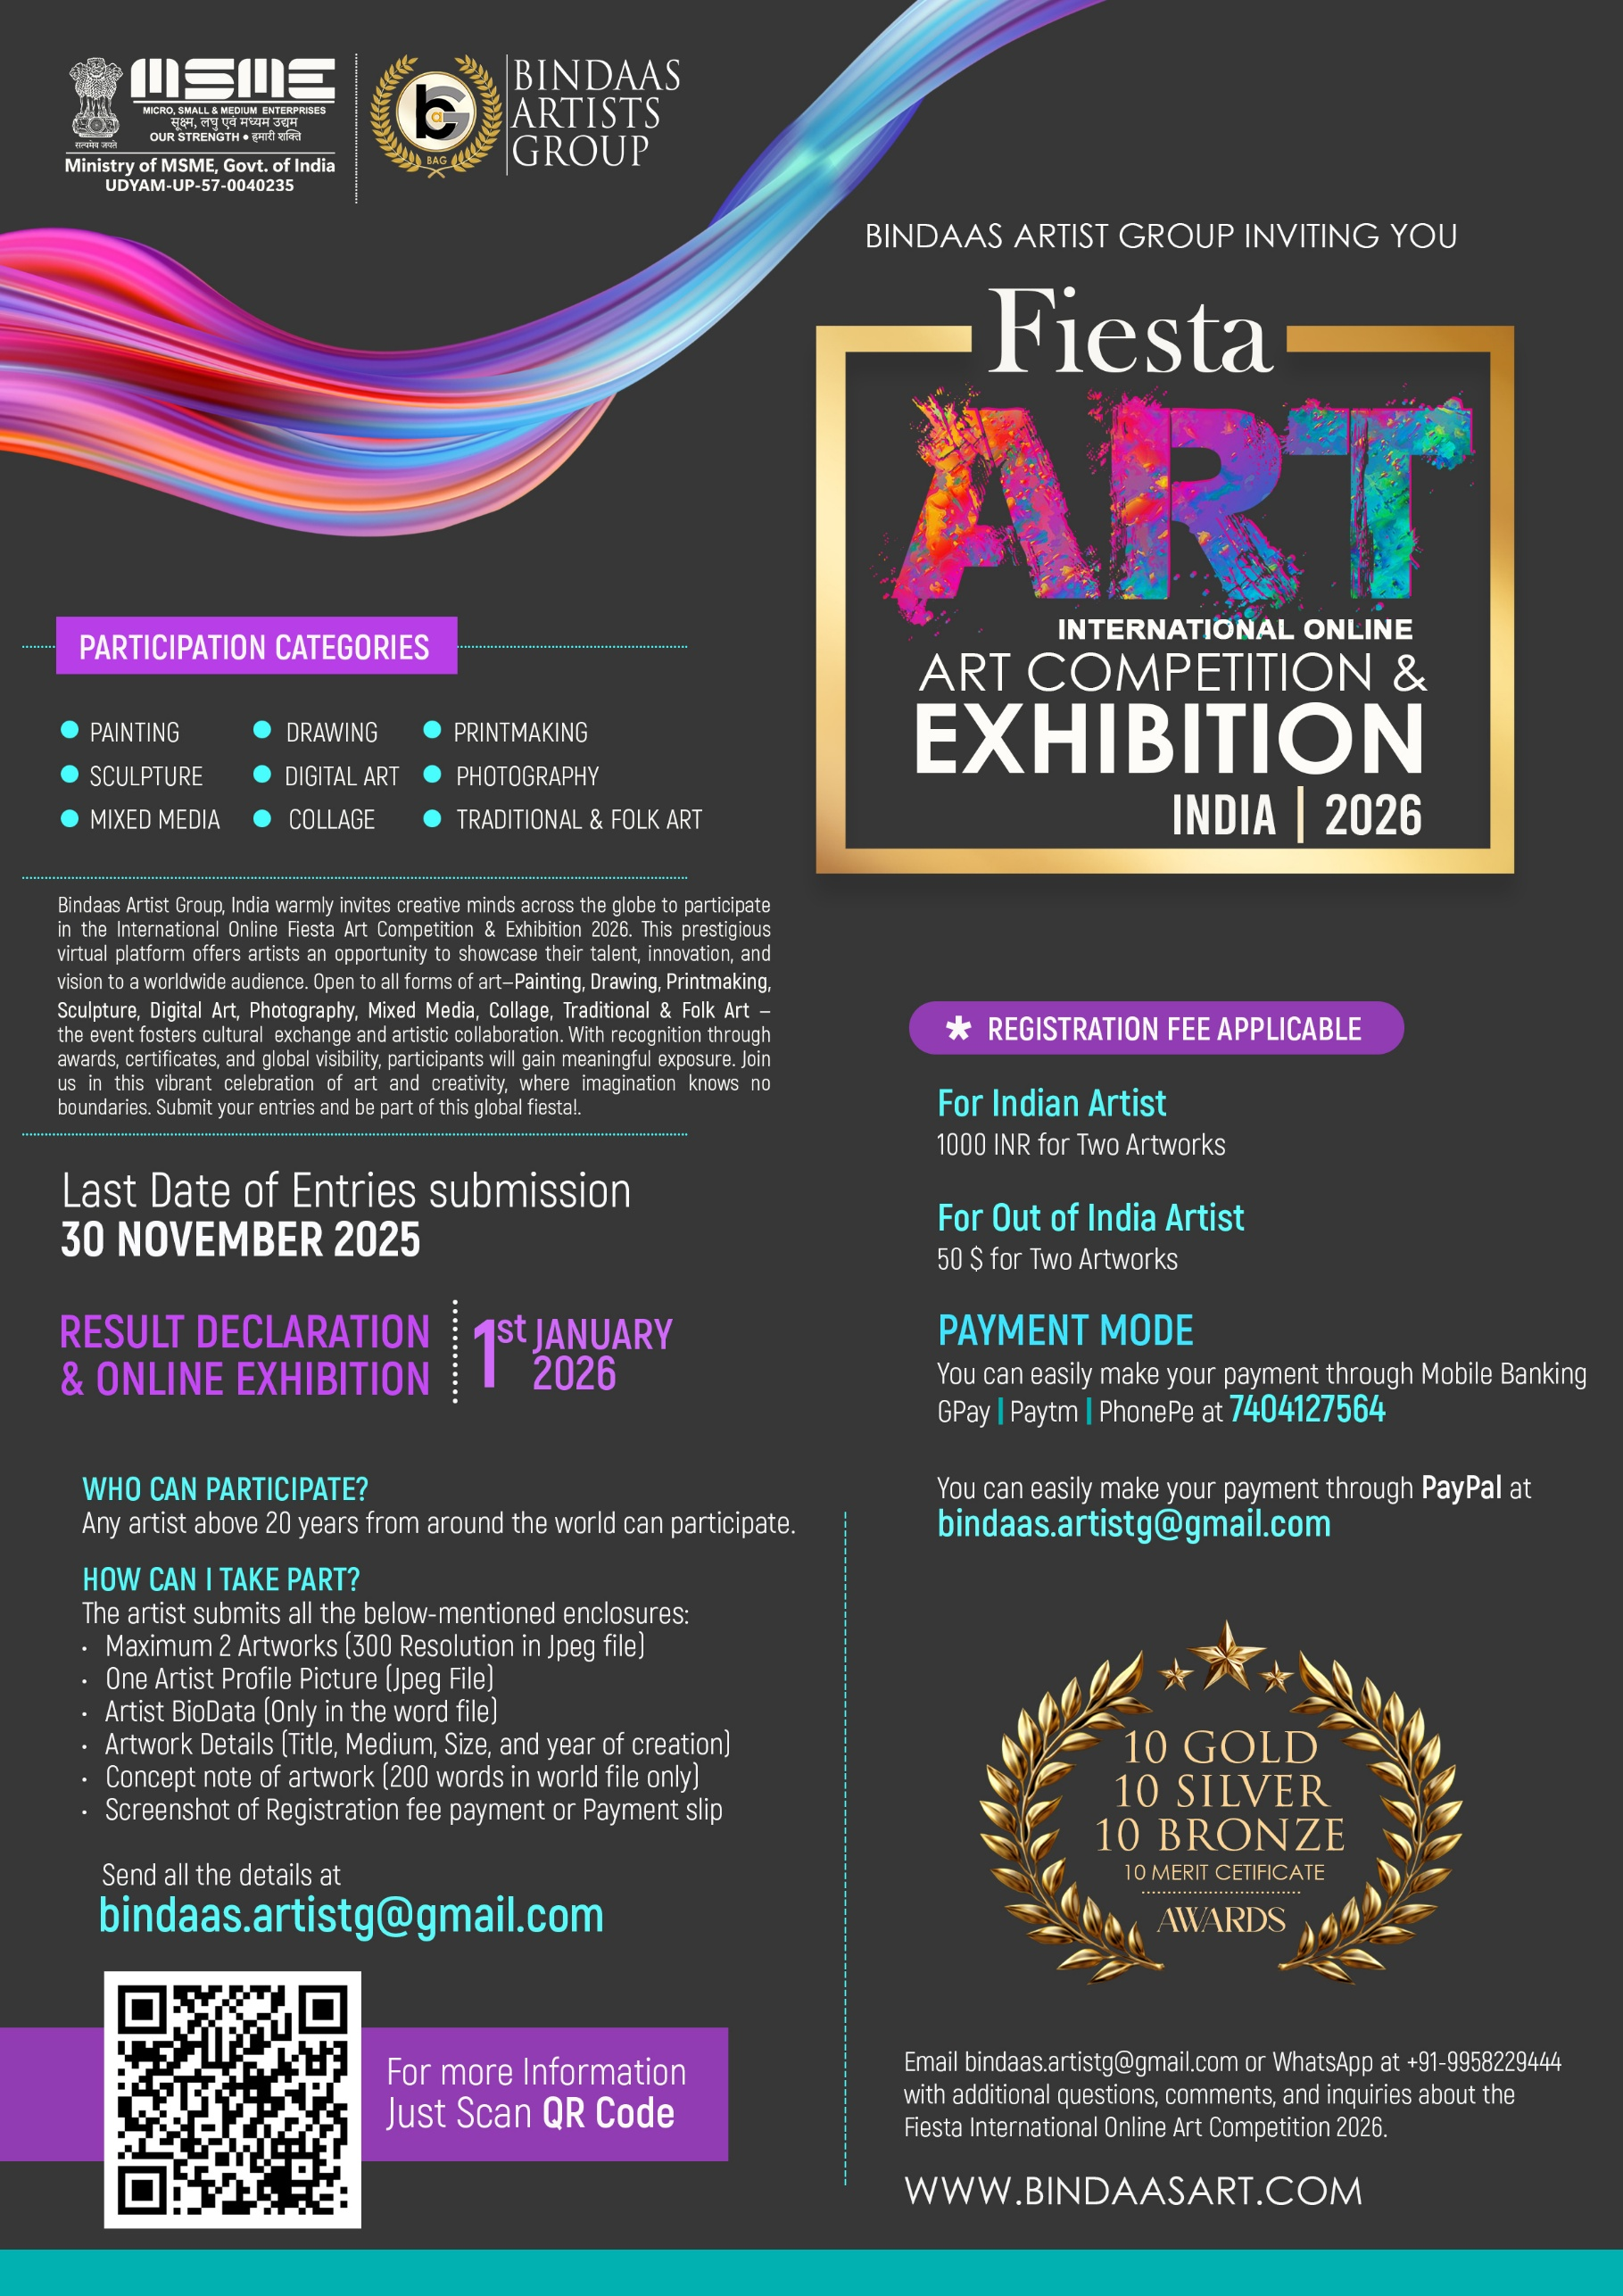 MSME
MICRO, SMALL & MEDIUM ENTERPRISES
सूक्ष्म, लघु एवं मध्यम उद्यम
OUR STRENGTH • हमारी शक्ति
सत्यमेव जयते
Ministry of MSME, Govt. of India
UDYAM-UP-57-0040235
baG
BAG
BINDAAS
ARTISTS
GROUP
BINDAAS ARTIST GROUP INVITING YOU
Fiesta
ART
INTERNATIONAL ONLINE
ART COMPETITION &
EXHIBITION
INDIA | 2026
PARTICIPATION CATEGORIES
PAINTING DRAWING PRINTMAKING
SCULPTURE DIGITAL ART PHOTOGRAPHY
MIXED MEDIA COLLAGE TRADITIONAL & FOLK ART
Bindaas Artist Group, India warmly invites creative minds across the globe to participate
in the International Online Fiesta Art Competition & Exhibition 2026. This prestigious
virtual platform offers artists an opportunity to showcase their talent, innovation, and
vision to a worldwide audience. Open to all forms of art—Painting, Drawing, Printmaking,
Sculpture, Digital Art, Photography, Mixed Media, Collage, Traditional & Folk Art —
the event fosters cultural exchange and artistic collaboration. With recognition through
awards, certificates, and global visibility, participants will gain meaningful exposure. Join
us in this vibrant celebration of art and creativity, where imagination knows no
boundaries. Submit your entries and be part of this global fiesta!.
Last Date of Entries submission
30 NOVEMBER 2025
RESULT DECLARATION
& ONLINE EXHIBITION
1st JANUARY
2026
WHO CAN PARTICIPATE?
Any artist above 20 years from around the world can participate.
HOW CAN I TAKE PART?
The artist submits all the below-mentioned enclosures:
• Maximum 2 Artworks (300 Resolution in Jpeg file)
• One Artist Profile Picture (Jpeg File)
• Artist BioData (Only in the word file)
• Artwork Details (Title, Medium, Size, and year of creation)
• Concept note of artwork (200 words in world file only)
• Screenshot of Registration fee payment or Payment slip
Send all the details at
bindaas.artistg@gmail.com
For more Information
Just Scan QR Code
* REGISTRATION FEE APPLICABLE
For Indian Artist
1000 INR for Two Artworks
For Out of India Artist
50 $ for Two Artworks
PAYMENT MODE
You can easily make your payment through Mobile Banking
GPay | Paytm | PhonePe at 7404127564
You can easily make your payment through PayPal at
bindaas.artistg@gmail.com
10 GOLD
10 SILVER
10 BRONZE
10 MERIT CETIFICATE
AWARDS
Email bindaas.artistg@gmail.com or WhatsApp at +91-9958229444
with additional questions, comments, and inquiries about the
Fiesta International Online Art Competition 2026.
WWW.BINDAASART.COM